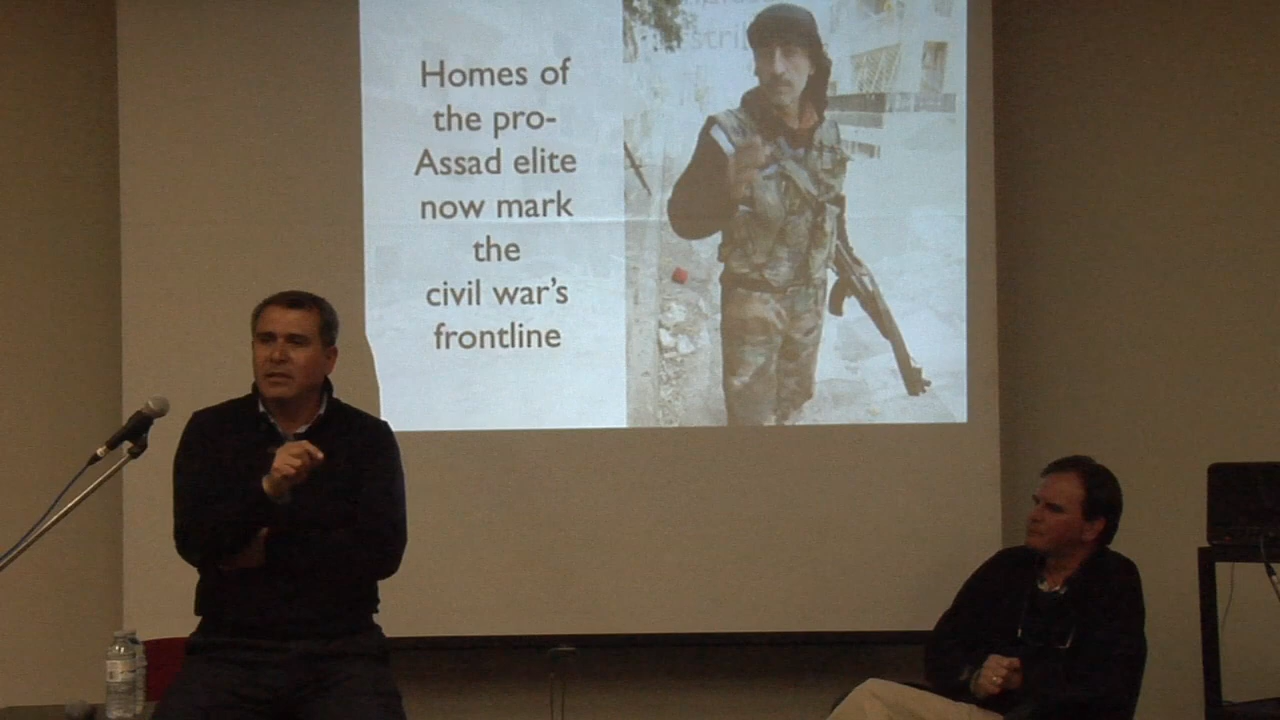 Homes of
the pro-
Assad elite
now mark
the
civil war's
frontline